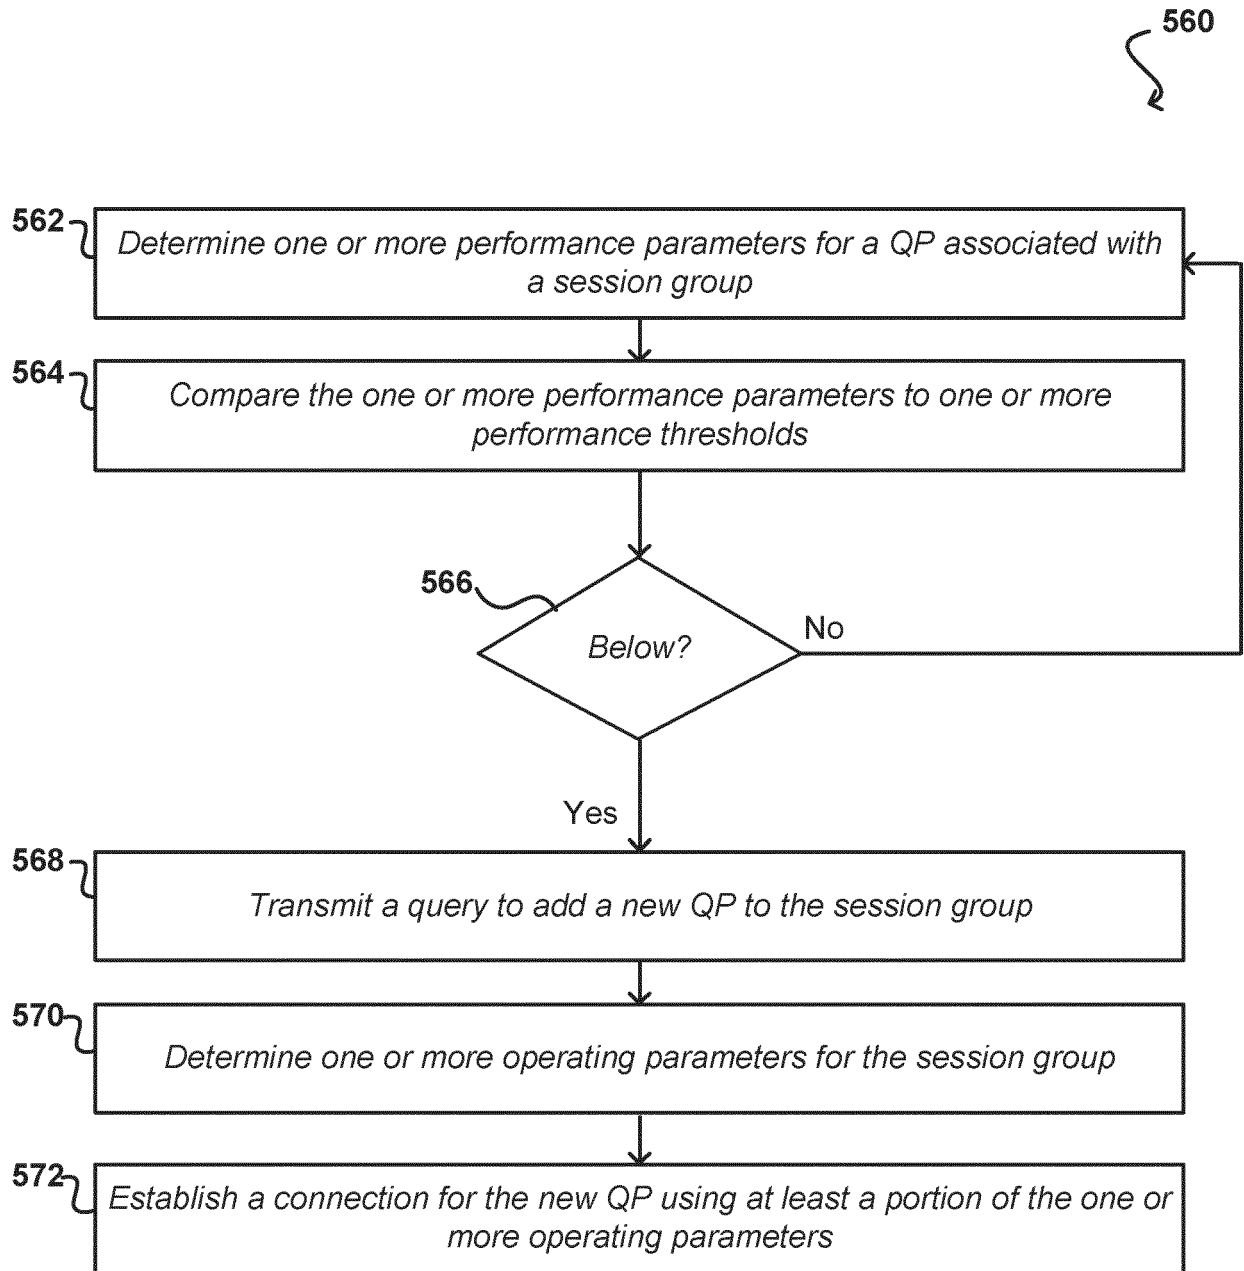 560
562
Determine one or more performance parameters for a QP associated with
a session group
564
Compare the one or more performance parameters to one or more
performance thresholds
566
Below?
No
Yes
568
Transmit a query to add a new QP to the session group
570
Determine one or more operating parameters for the session group
572
Establish a connection for the new QP using at least a portion of the one or
more operating parameters